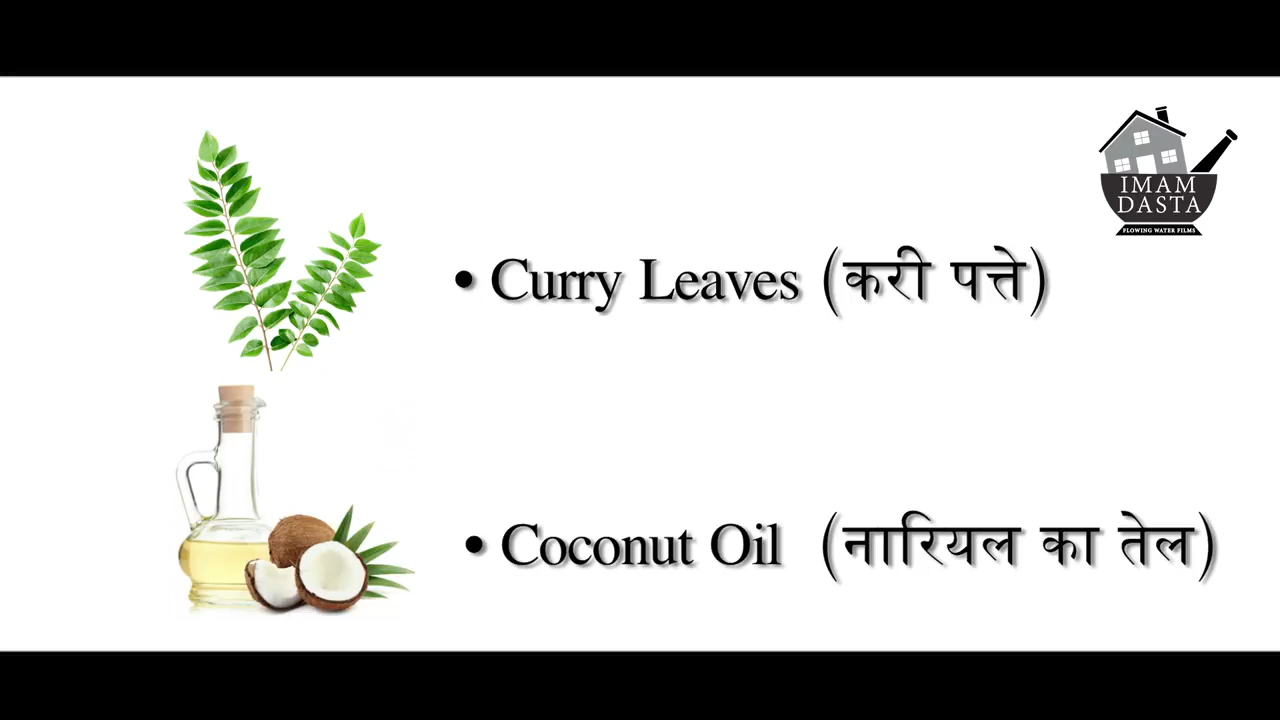 IMAM
DASTA
FLOWING WATER FILMS
• Curry Leaves (करी पत्ते)
• Coconut Oil (नारियल का तेल)